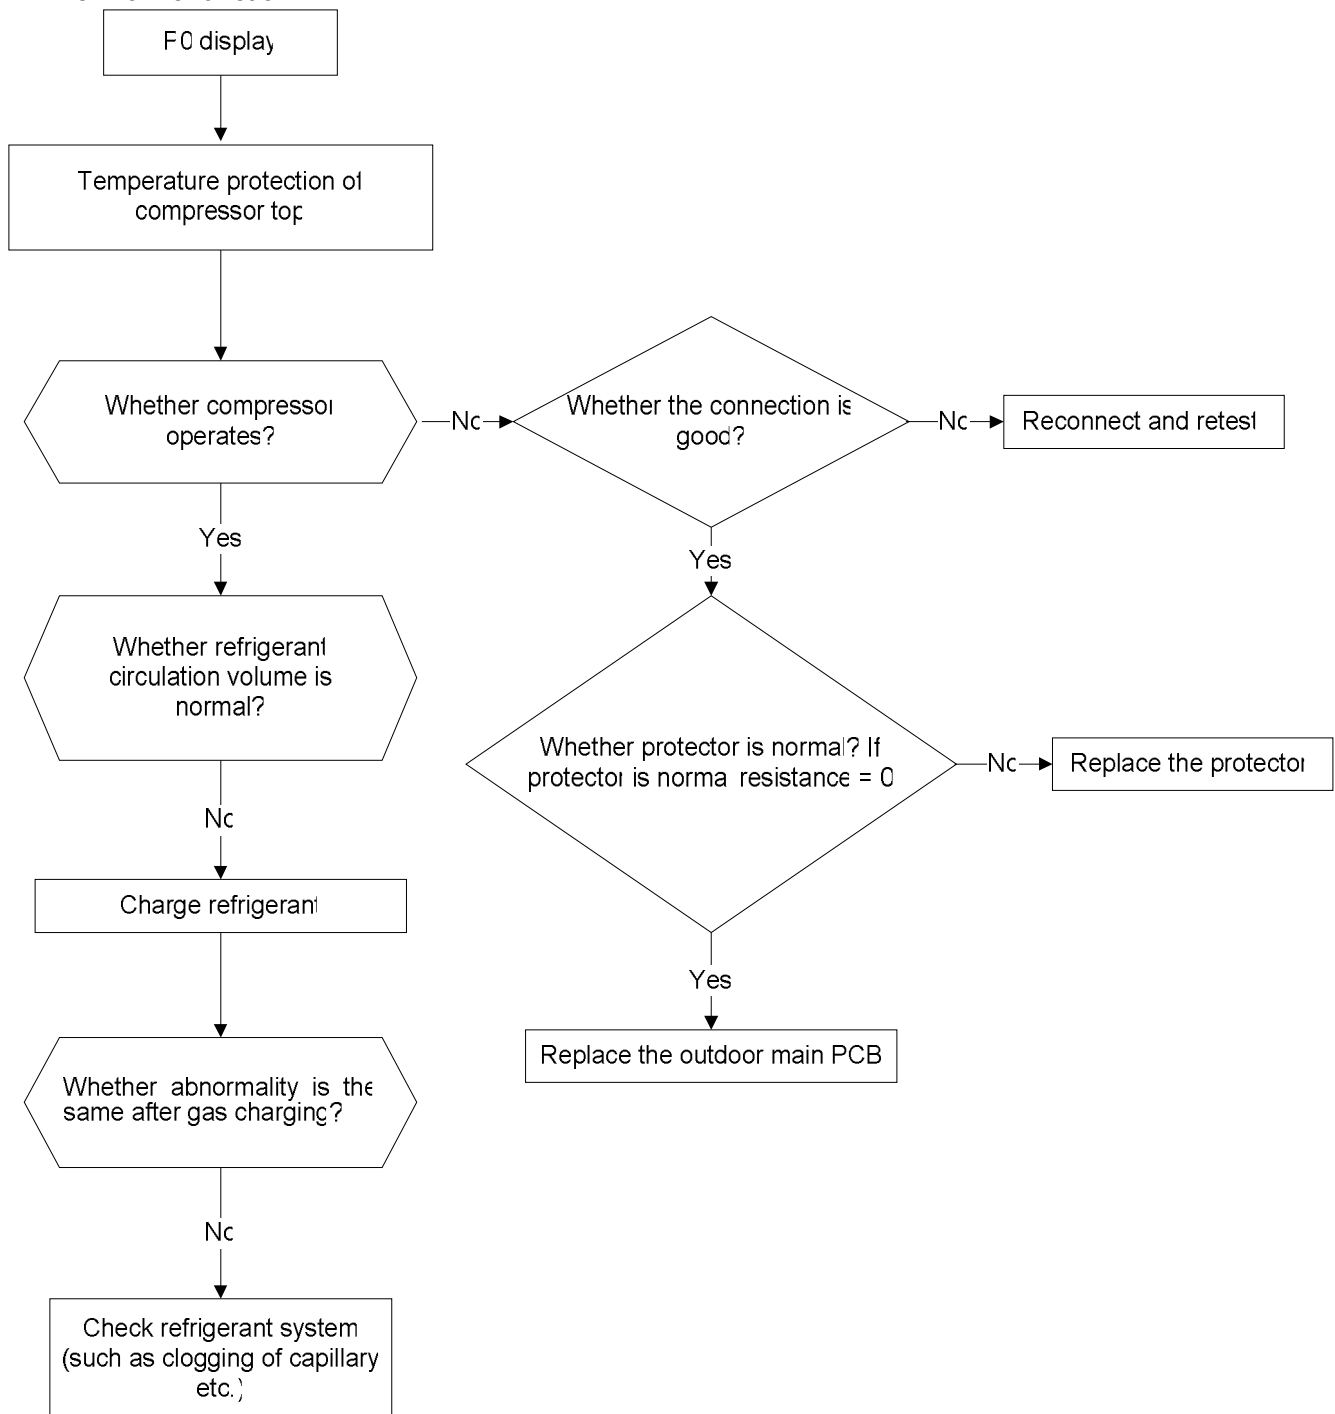 F0 display
Temperature protection of
compressor top
Whether compressor
operates?
No
Whether the connection is
good?
No
Reconnect and retest
Yes
Yes
Whether refrigerant
circulation volume is
normal?
Whether protector is normal? If
protector is normal resistance = 0
No
Replace the protector
No
Charge refrigerant
Yes
Replace the outdoor main PCB
Whether abnormality is the
same after gas charging?
No
Check refrigerant system
(such as clogging of capillary
etc.)